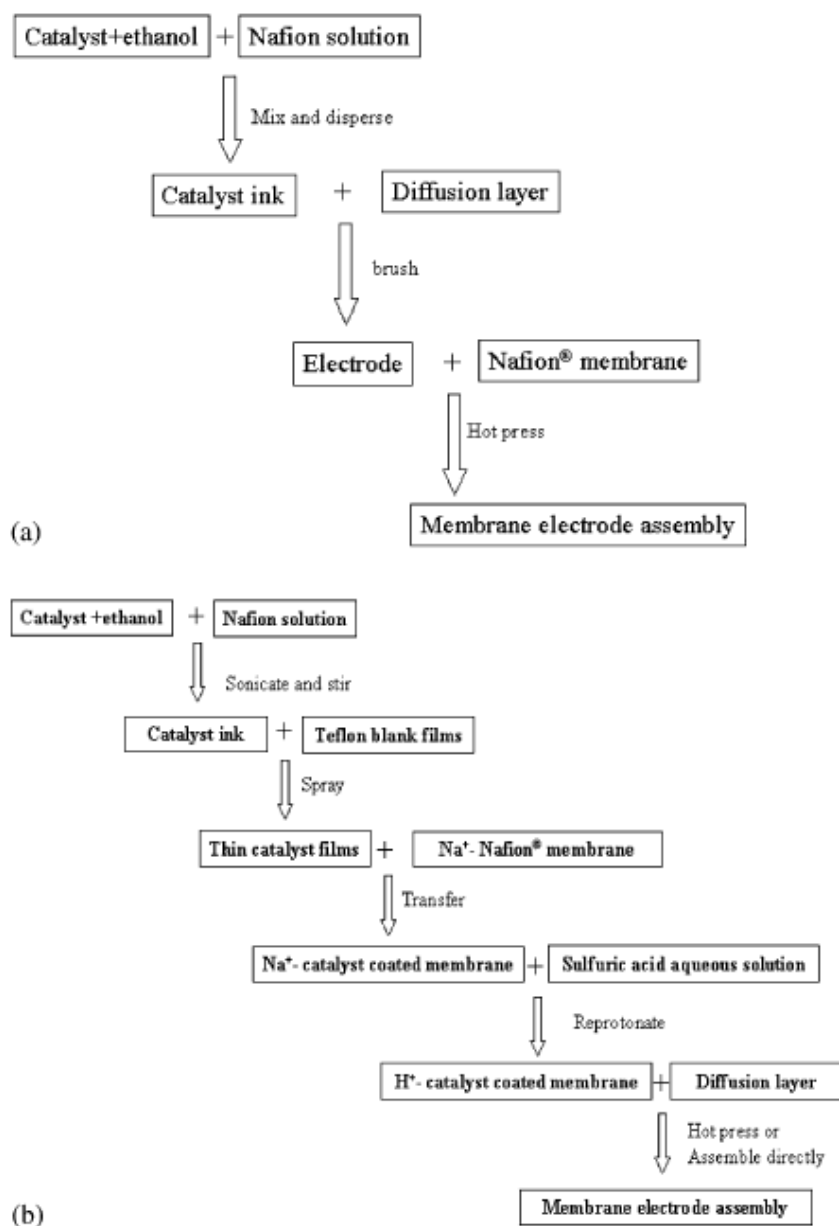 Catalyst+ethanol + Nafion solution
Mix and disperse
Catalyst ink + Diffusion layer
brush
Electrode + Nafion® membrane
Hot press
Membrane electrode assembly
(a)
Catalyst +ethanol + Nafion solution
Sonicate and stir
Catalyst ink + Teflon blank films
Spray
Thin catalyst films + Na⁺- Nafion® membrane
Transfer
Na⁺- catalyst coated membrane + Sulfuric acid aqueous solution
Reprotonate
H⁺- catalyst coated membrane + Diffusion layer
Hot press or
Assemble directly
Membrane electrode assembly
(b)